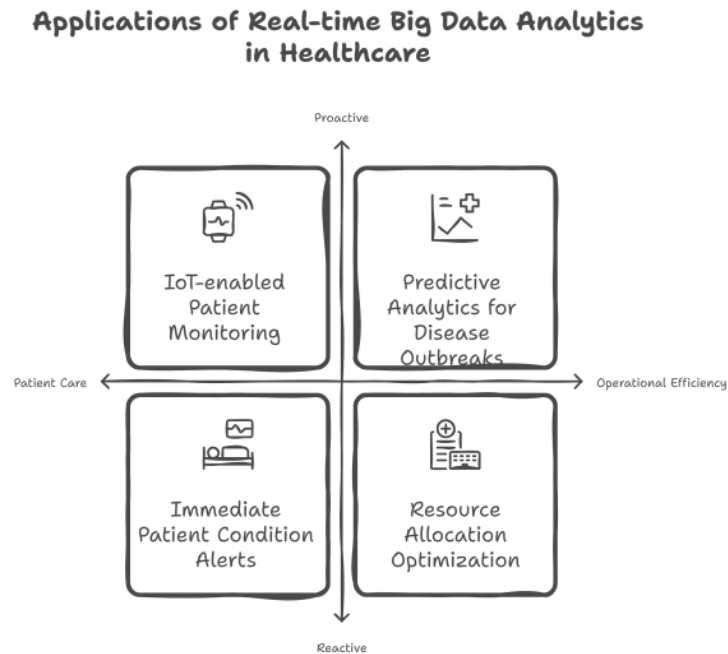 Applications of Real-time Big Data Analytics
in Healthcare
Proactive
IoT-enabled
Patient
Monitoring
Predictive
Analytics for
Disease
Outbreaks
Patient Care
Operational Efficiency
Immediate
Patient Condition
Alerts
Resource
Allocation
Optimization
Reactive